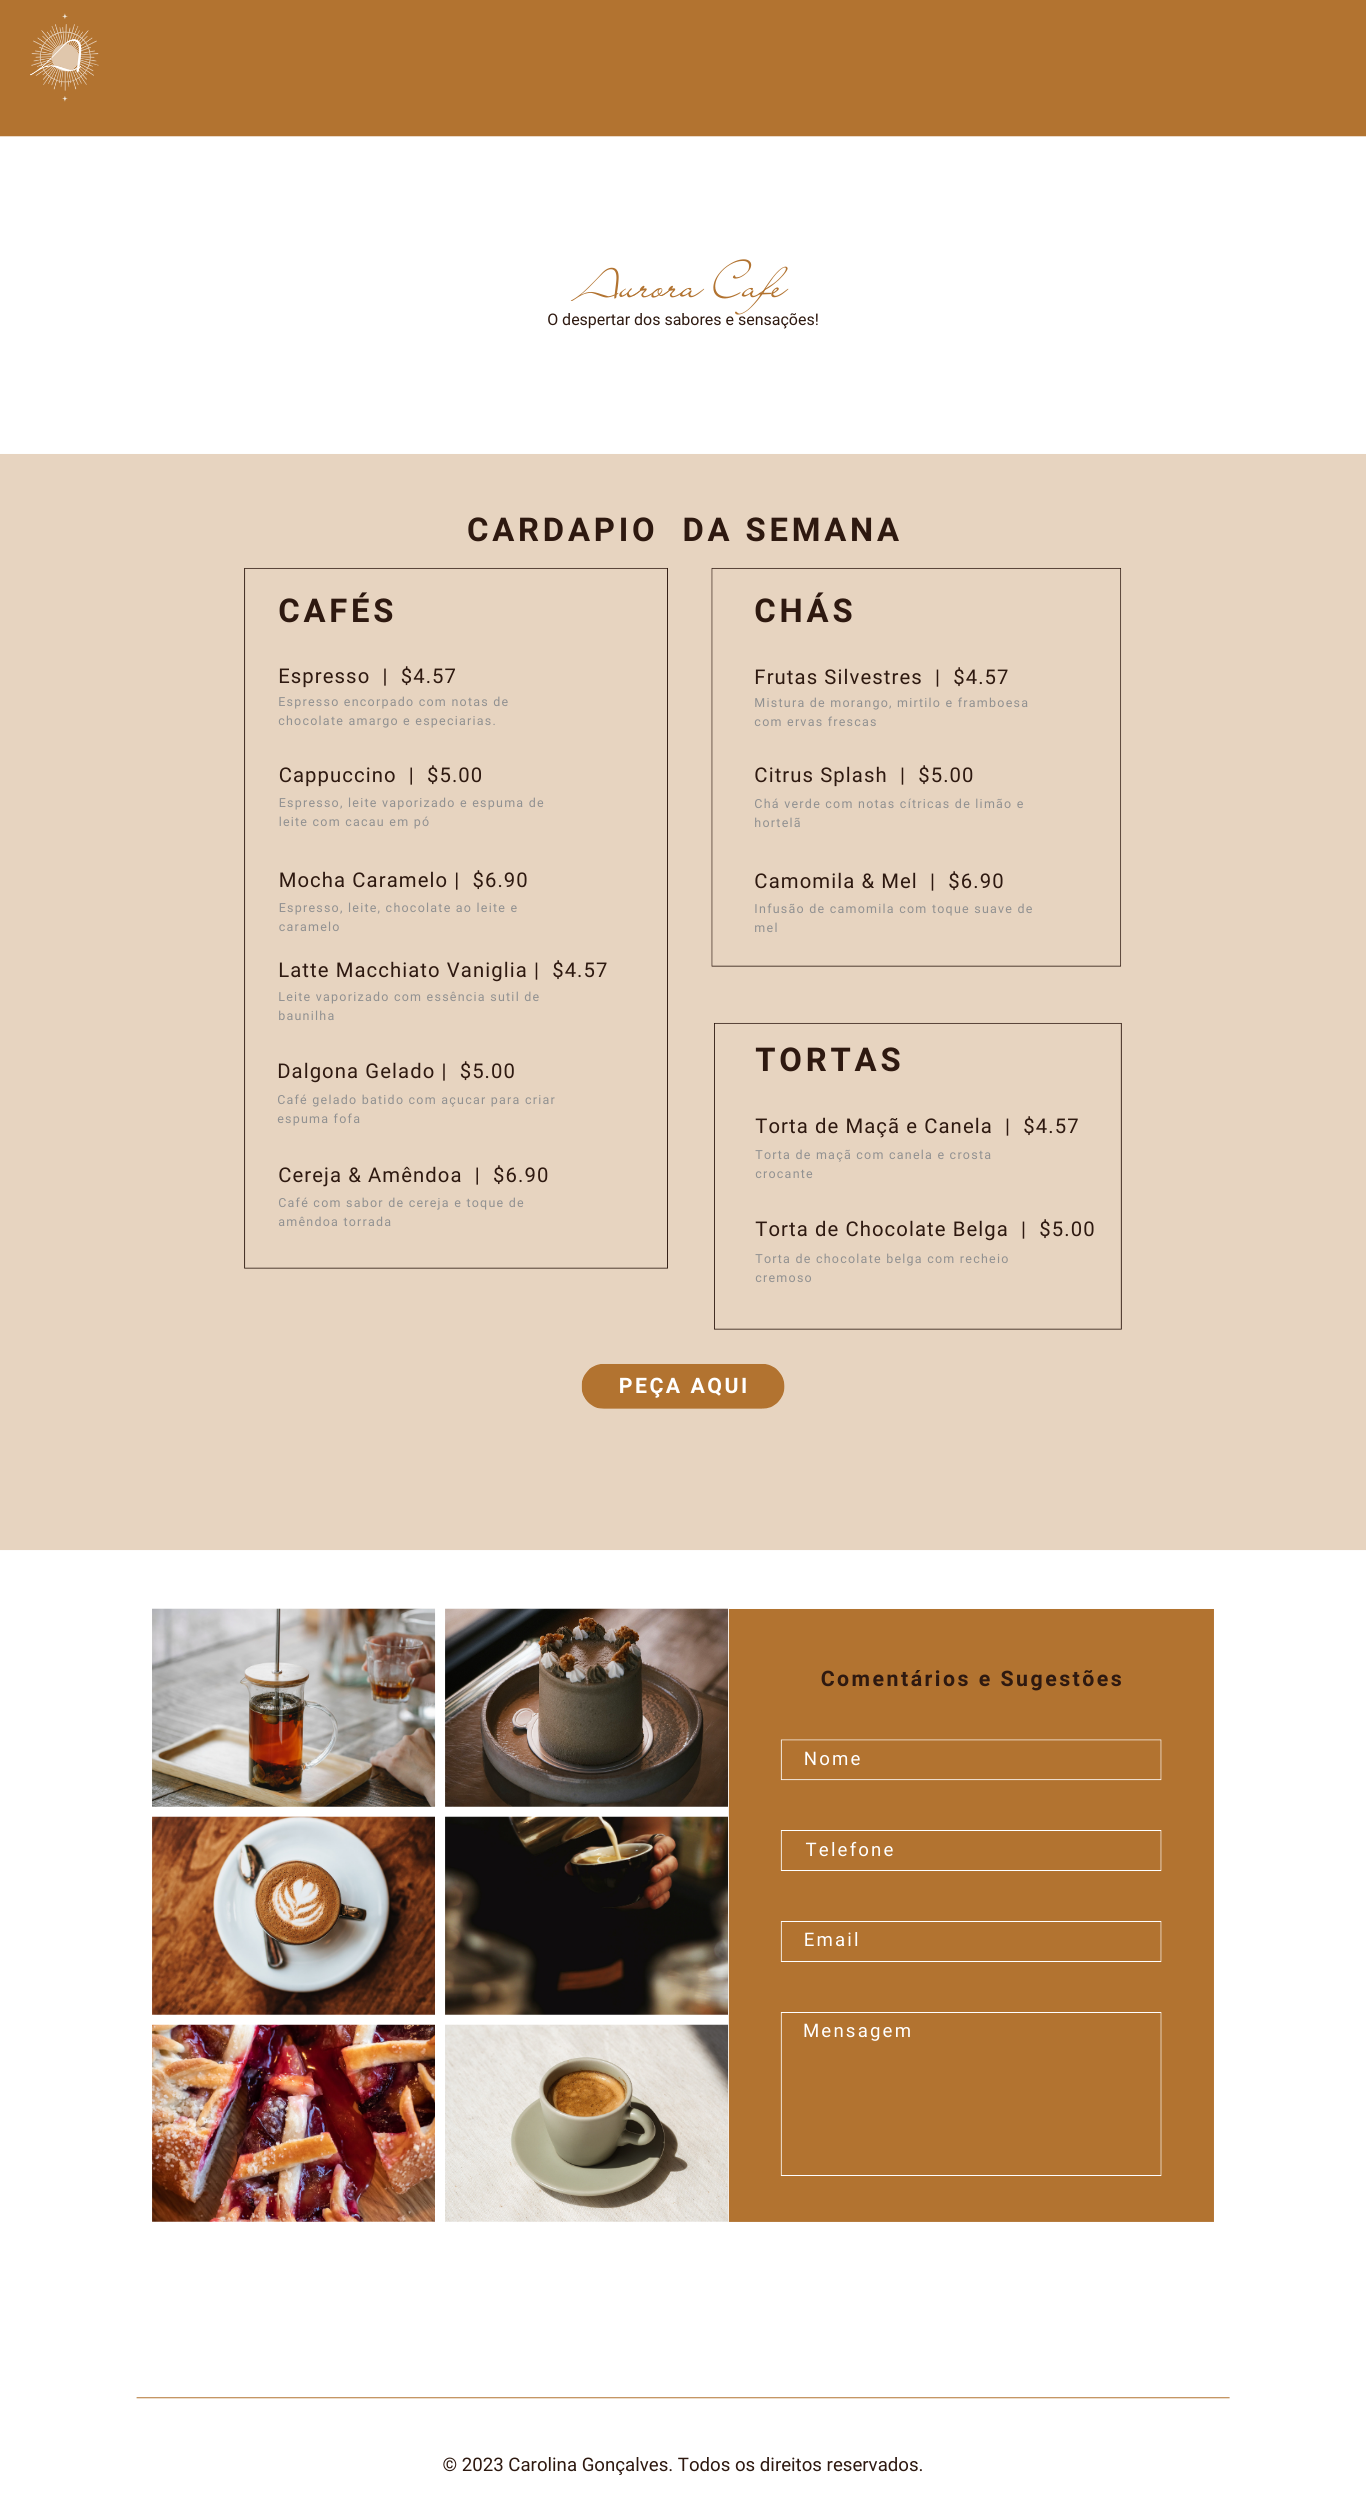 Aurora Cafe
O despertar dos sabores e sensações!
CARDAPIO DA SEMANA
CAFÉS
Espresso | $4.57
Espresso encorpado com notas de
chocolate amargo e especiarias.
Cappuccino | $5.00
Espresso, leite vaporizado e espuma de
leite com cacau em pó
Mocha Caramelo | $6.90
Espresso, leite, chocolate ao leite e
caramelo
Latte Macchiato Vaniglia | $4.57
Leite vaporizado com essência sutil de
baunilha
Dalgona Gelado | $5.00
Café gelado batido com açucar para criar
espuma fofa
Cereja & Amêndoa | $6.90
Café com sabor de cereja e toque de
amêndoa torrada
CHÁS
Frutas Silvestres | $4.57
Mistura de morango, mirtilo e framboesa
com ervas frescas
Citrus Splash | $5.00
Chá verde com notas cítricas de limão e
hortelã
Camomila & Mel | $6.90
Infusão de camomila com toque suave de
mel
TORTAS
Torta de Maçã e Canela | $4.57
Torta de maçã com canela e crosta
crocante
Torta de Chocolate Belga | $5.00
Torta de chocolate belga com recheio
cremoso
PEÇA AQUI
Comentários e Sugestões
Nome
Telefone
Email
Mensagem
© 2023 Carolina Gonçalves. Todos os direitos reservados.